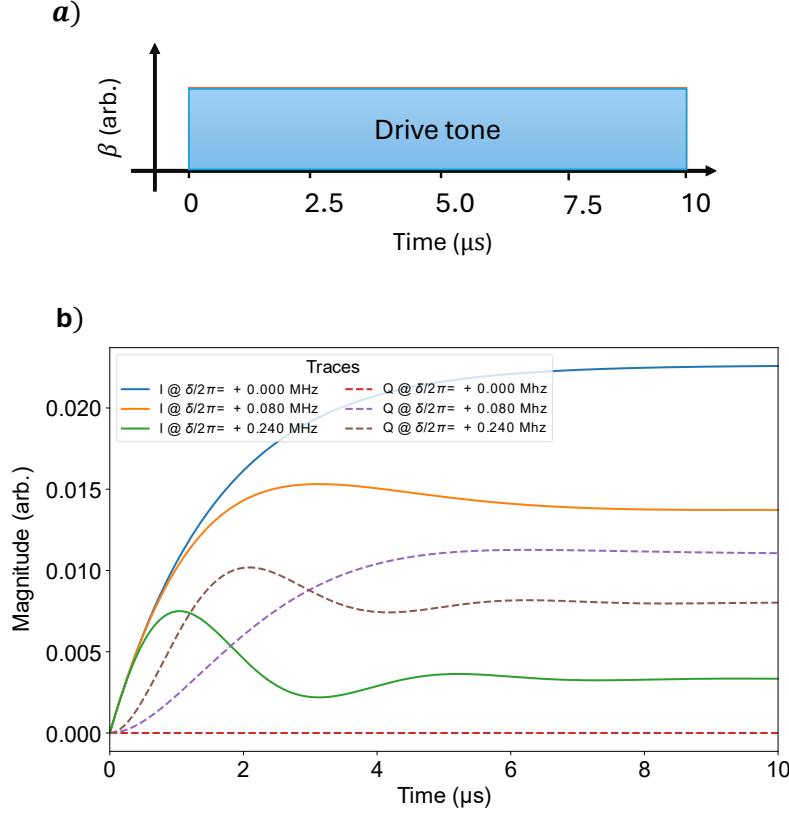 a)
β (arb.)
Drive tone
0 2.5 5.0 7.5 10
Time (μs)
b)
Traces
I @ δ/2π= + 0.000 MHz Q @ δ/2π= + 0.000 Mhz
I @ δ/2π= + 0.080 MHz Q @ δ/2π= + 0.080 Mhz
I @ δ/2π= + 0.240 MHz Q @ δ/2π= + 0.240 Mhz
Magnitude (arb.)
0.020
0.015
0.010
0.005
0.000
0 2 4 6 8 10
Time (μs)